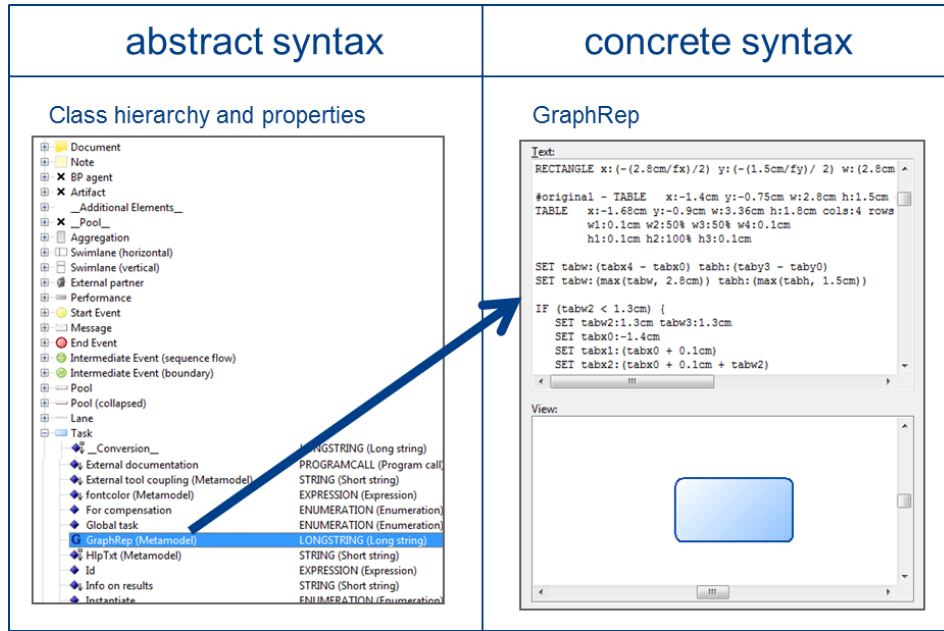 abstract syntax
concrete syntax
Class hierarchy and properties
GraphRep
Document
Note
BP agent
Artifact
__Additional Elements__
__Pool__
Aggregation
Swimlane (horizontal)
Swimlane (vertical)
External partner
Performance
Start Event
Message
End Event
Intermediate Event (sequence flow)
Intermediate Event (boundary)
Pool
Pool (collapsed)
Lane
Task
__Conversion__ LONGSTRING (Long string)
External documentation PROGRAMCALL (Program call)
External tool coupling (Metamodel) STRING (Short string)
fontcolor (Metamodel) EXPRESSION (Expression)
For compensation ENUMERATION (Enumeration)
Global task ENUMERATION (Enumeration)
G GraphRep (Metamodel) LONGSTRING (Long string)
HlpTxt (Metamodel) STRING (Short string)
Id EXPRESSION (Expression)
Info on results STRING (Short string)
Instantiate ENUMERATION (Enumeration)
Text:
RECTANGLE x:(-(2.8cm/fx)/2) y:(-(1.5cm/fy)/ 2) w:(2.8cm
#original - TABLE x:-1.4cm y:-0.75cm w:2.8cm h:1.5cm
TABLE x:-1.68cm y:-0.9cm w:3.36cm h:1.8cm cols:4 rows
w1:0.1cm w2:50% w3:50% w4:0.1cm
h1:0.1cm h2:100% h3:0.1cm
SET tabw:(tabx4 - tabx0) tabh:(taby3 - taby0)
SET tabw:(max(tabw, 2.8cm)) tabh:(max(tabh, 1.5cm))
IF (tabw2 < 1.3cm) {
SET tabw2:1.3cm tabw3:1.3cm
SET tabx0:-1.4cm
SET tabx1:(tabx0 + 0.1cm)
SET tabx2:(tabx0 + 0.1cm + tabw2)
View: